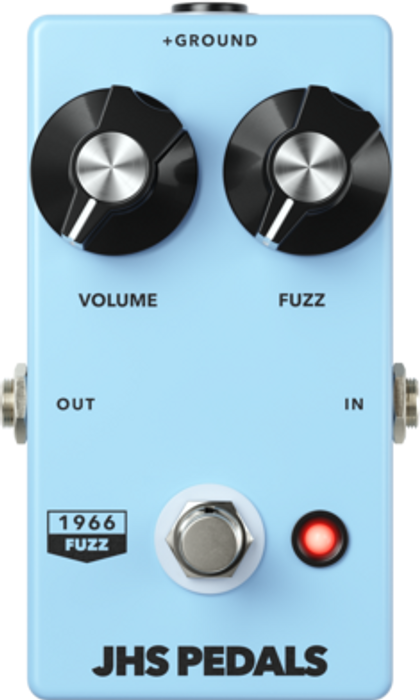 +GROUND
VOLUME FUZZ
OUT IN
1966
FUZZ
JHS PEDALS